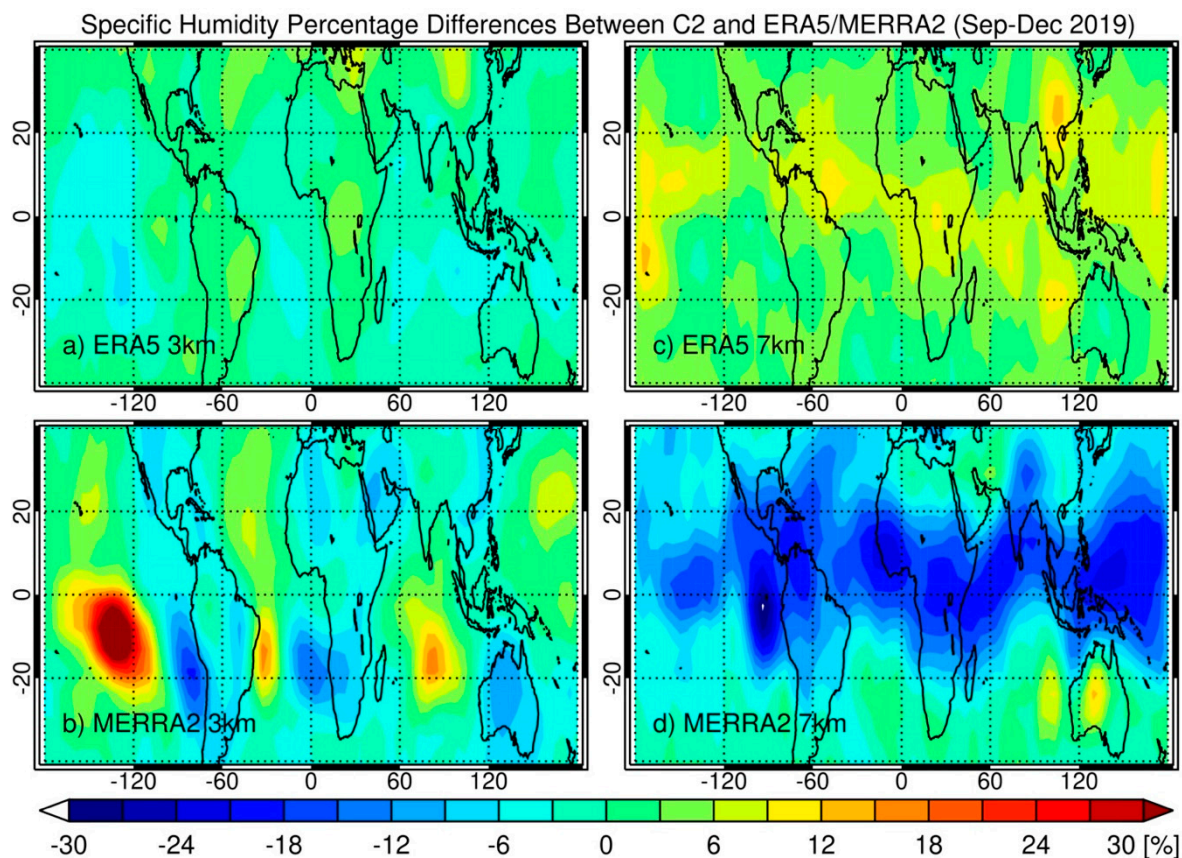 Specific Humidity Percentage Differences Between C2 and ERA5/MERRA2 (Sep-Dec 2019)
20
0
-20
a) ERA5 3km
-120 -60 0 60 120
20
0
-20
c) ERA5 7km
-120 -60 0 60 120
20
0
-20
b) MERRA2 3km
-120 -60 0 60 120
20
0
-20
d) MERRA2 7km
-120 -60 0 60 120
-30 -24 -18 -12 -6 0 6 12 18 24 30 [%]